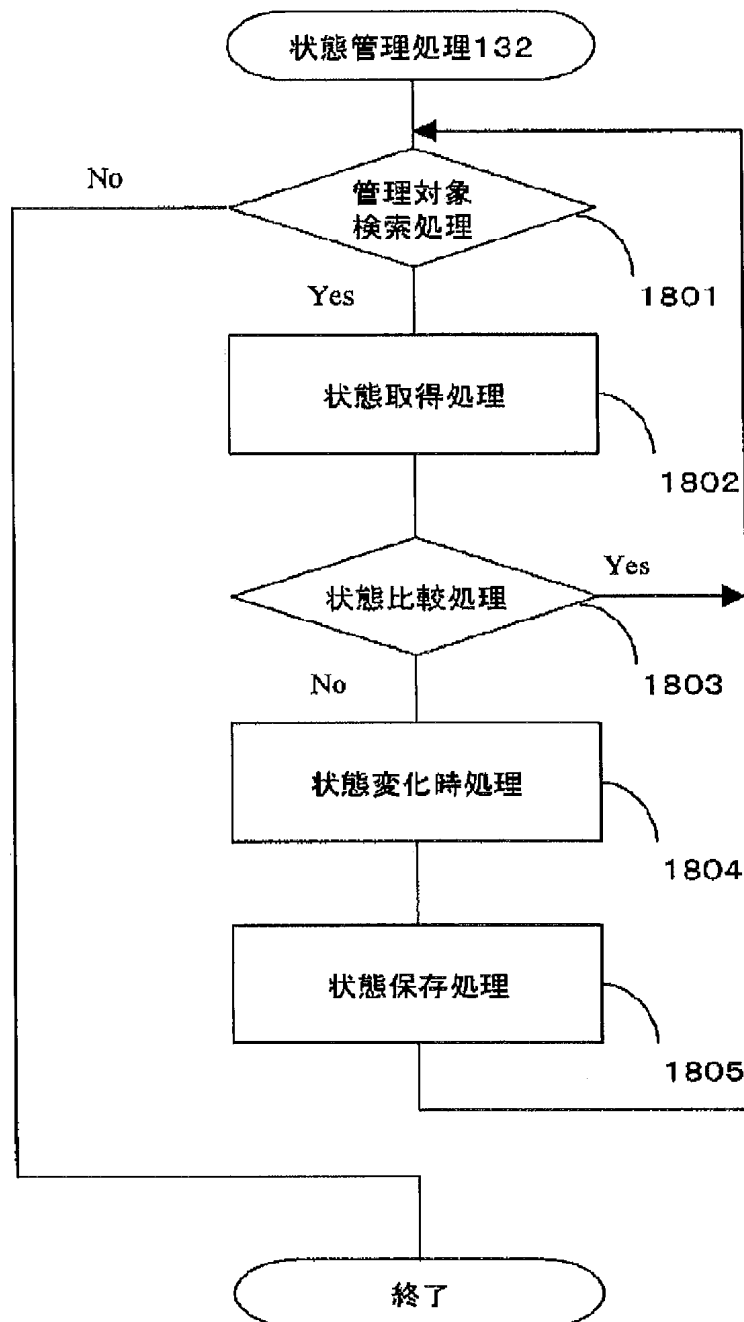 状態管理処理132
No
管理対象
検索処理
1801
Yes
状態取得処理
1802
Yes
状態比較処理
1803
No
状態変化時処理
1804
状態保存処理
1805
終了